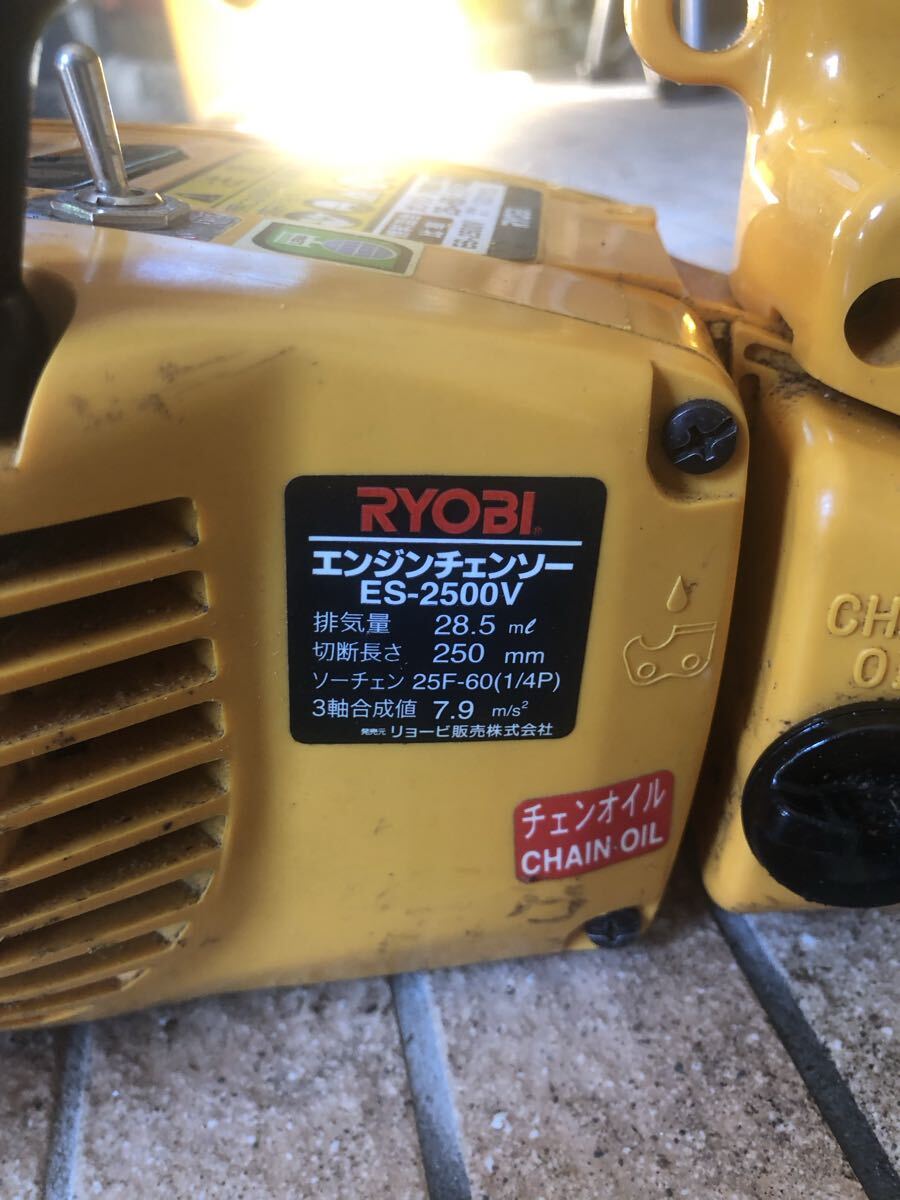 RYOBI
エンジンチェンソー
ES-2500V
排気量 28.5 mℓ
切断長さ 250 mm
ソーチェン 25F-60(1/4P)
3軸合成値 7.9 m/s²
発売元 リョービ販売株式会社
チェンオイル
CHAIN OIL